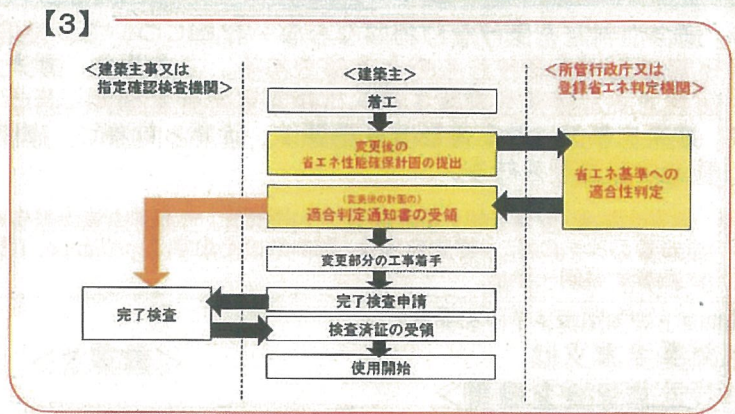 【3】
<建築主事又は
指定確認検査機関>
<建築主>
<所管行政庁又は
登録省エネ判定機関>
着工
変更後の
省エネ性能確保計画の提出
省エネ基準への
適合性判定
(変更後の計画の)
適合判定通知書の受領
変更部分の工事着手
完了検査申請
完了検査
検査済証の受領
使用開始